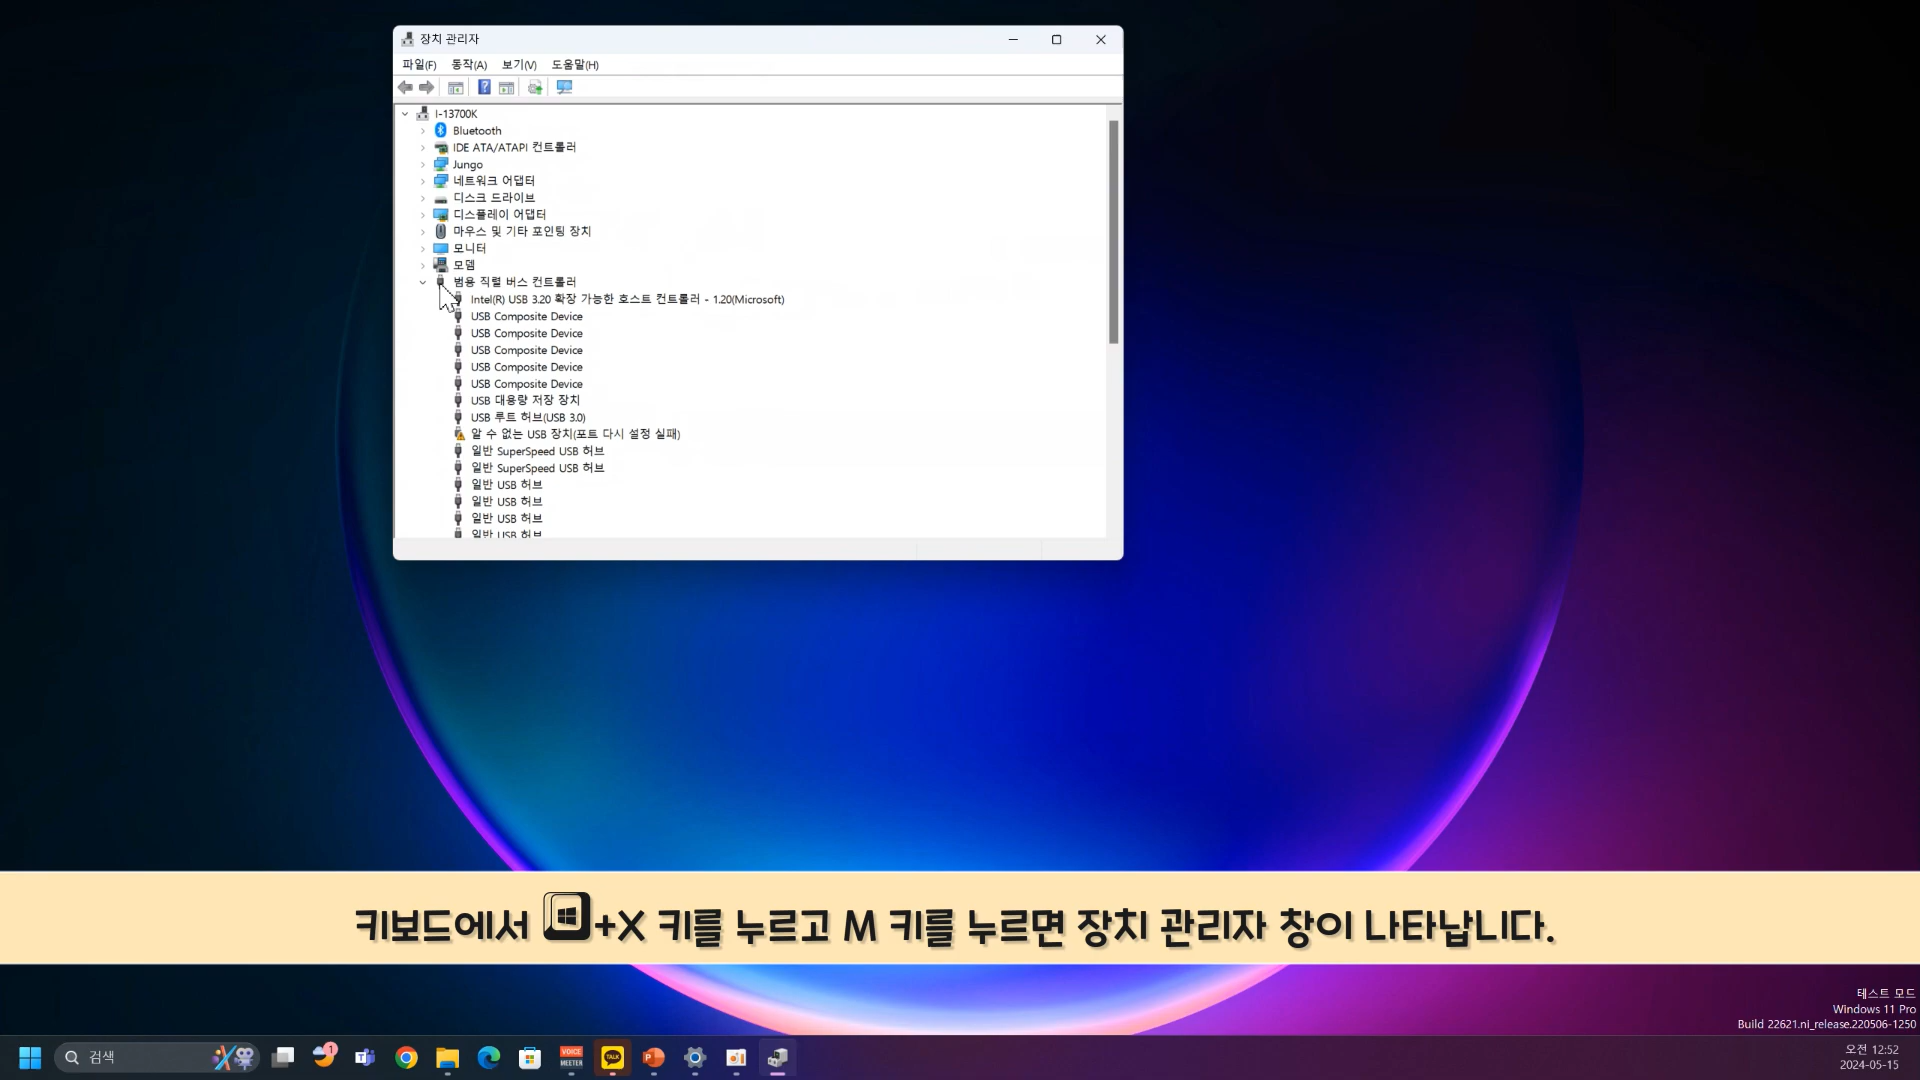 장치 관리자
파일(F) 동작(A) 보기(V) 도움말(H)
I-13700K
Bluetooth
IDE ATA/ATAPI 컨트롤러
Jungo
네트워크 어댑터
디스크 드라이브
디스플레이 어댑터
마우스 및 기타 포인팅 장치
모니터
모뎀
범용 직렬 버스 컨트롤러
Intel(R) USB 3.20 확장 가능한 호스트 컨트롤러 - 1.20(Microsoft)
USB Composite Device
USB Composite Device
USB Composite Device
USB Composite Device
USB Composite Device
USB 대용량 저장 장치
USB 루트 허브(USB 3.0)
알 수 없는 USB 장치(포트 다시 설정 실패)
일반 SuperSpeed USB 허브
일반 SuperSpeed USB 허브
일반 USB 허브
일반 USB 허브
일반 USB 허브
일반 USB 허브
키보드에서 +X 키를 누르고 M 키를 누르면 장치 관리자 창이 나타납니다.
테스트 모드
Windows 11 Pro
Build 22621.ni_release.220506-1250
검색
1
VOICE
MEETER
TALK
오전 12:52
2024-05-15